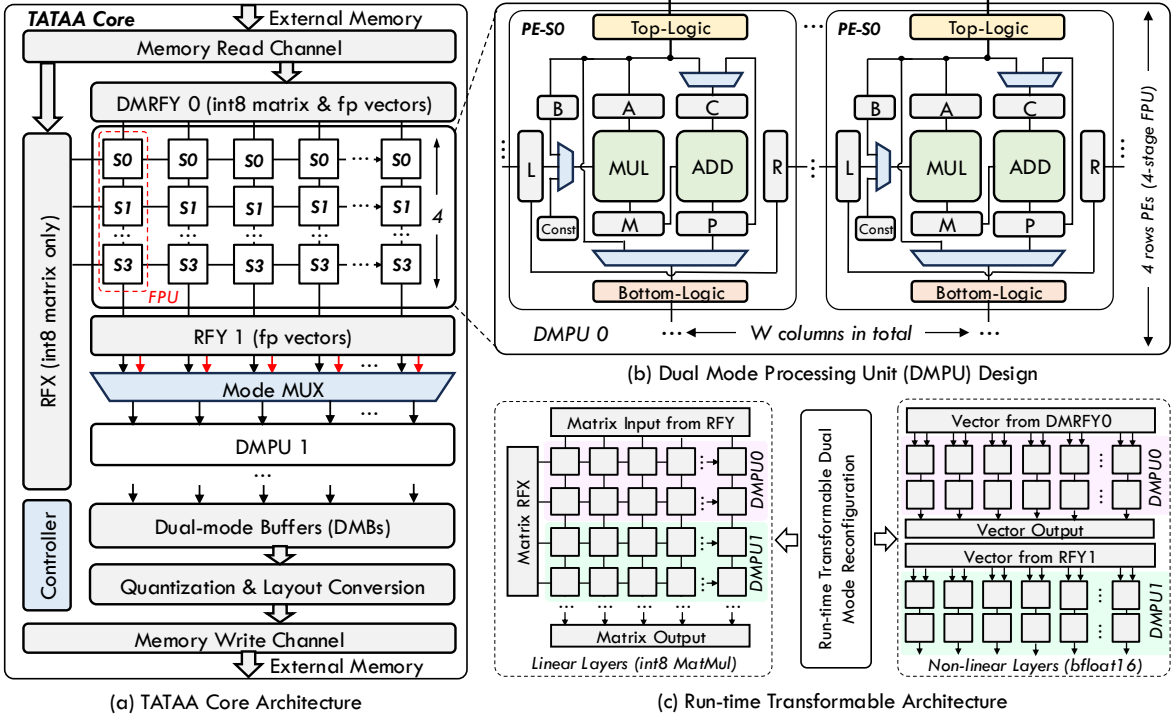 TATAA Core
External Memory
Memory Read Channel
DMRFY 0 (int8 matrix & fp vectors)
RFX (int8 matrix only)
S0 S0 S0 S0 ···· S0
S1 S1 S1 S1 ···· S1
S3 S3 S3 S3 ···· S3
4
FPU
RFY 1 (fp vectors)
Mode MUX
DMPU 1
...
Dual-mode Buffers (DMBs)
Controller
Quantization & Layout Conversion
Memory Write Channel
External Memory
(a) TATAA Core Architecture
PE-S0
Top-Logic
B
A
C
L
MUL
ADD
R
Const
M
P
Bottom-Logic
...
PE-S0
Top-Logic
B
A
C
L
MUL
ADD
R
Const
M
P
Bottom-Logic
4 rows PEs (4-stage FPU)
DMPU 0
... W columns in total ...
(b) Dual Mode Processing Unit (DMPU) Design
Matrix Input from RFY
Matrix RFX
DMPU0
DMPU1
Matrix Output
Linear Layers (int8 MatMul)
Run-time Transformable Dual
Mode Reconfiguration
Vector from DMRFY0
DMPU0
Vector Output
Vector from RFY1
DMPU1
Non-linear Layers (bfloat16)
(c) Run-time Transformable Architecture